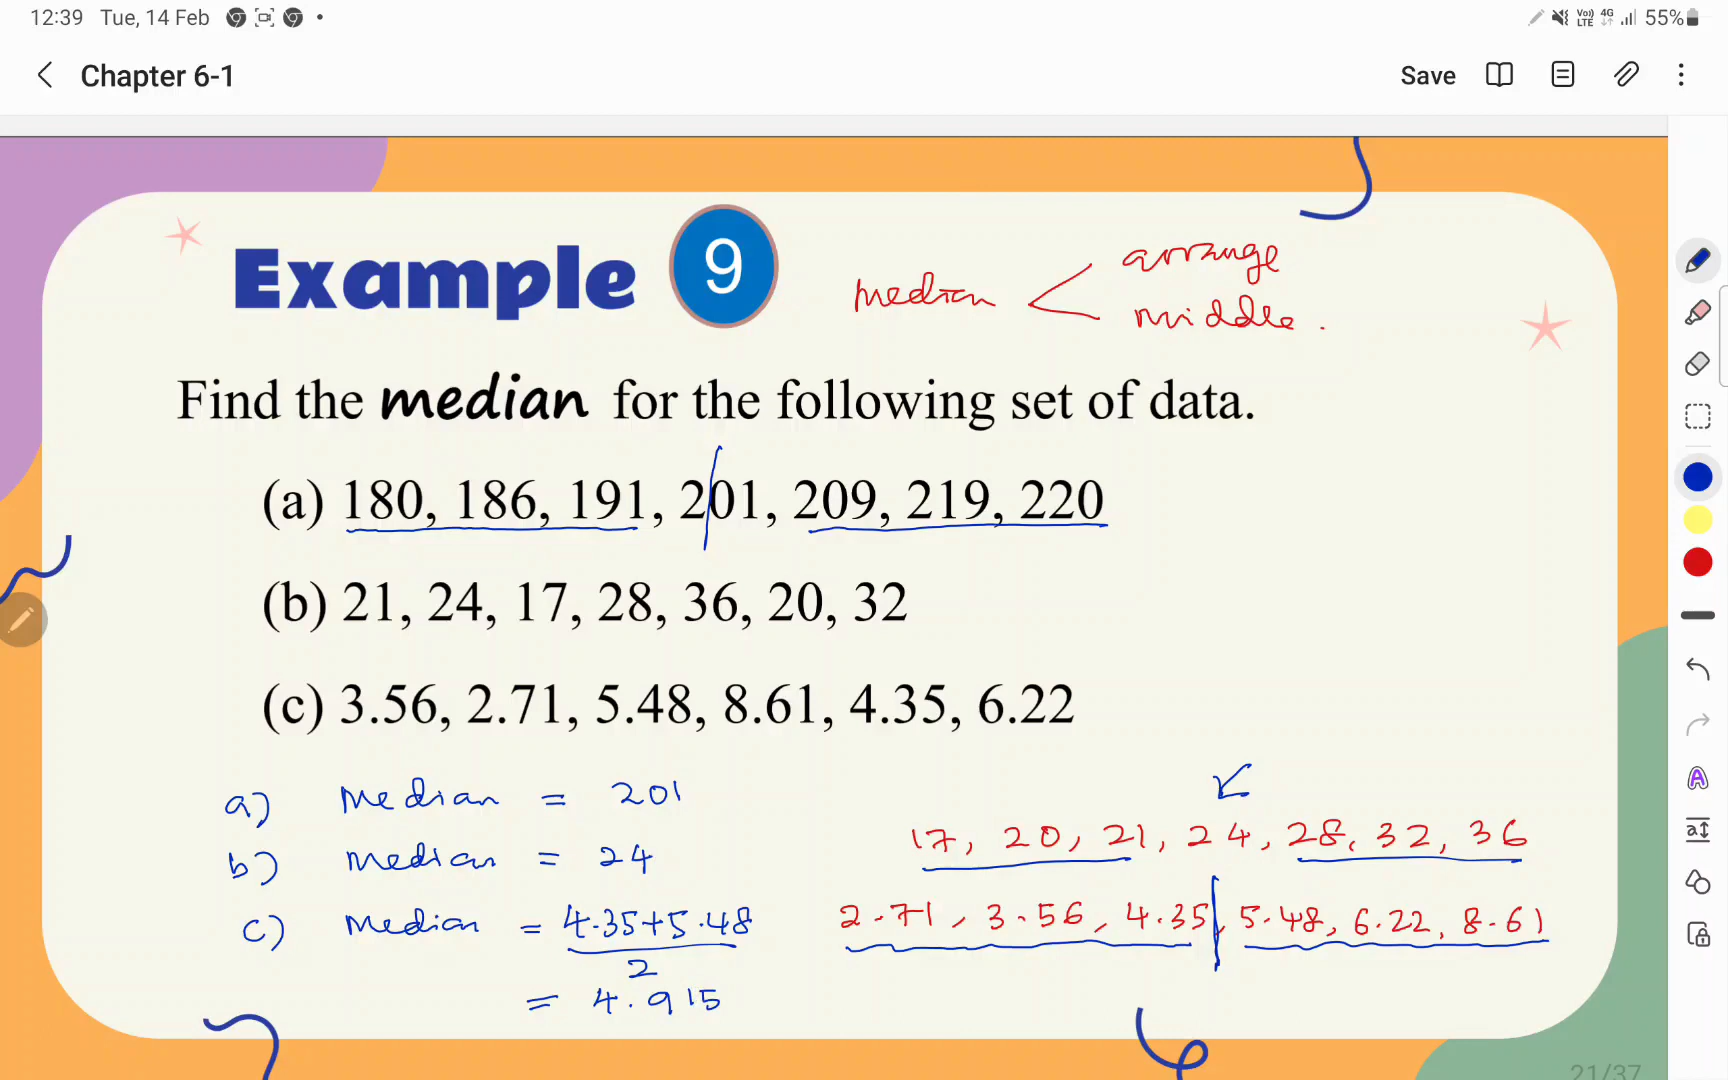 12:39 Tue, 14 Feb
Vo)) LTE 4G 55%
Chapter 6-1
Save
Example 9
median < arrange
middle.
Find the median for the following set of data.
(a) 180, 186, 191, 201, 209, 219, 220
(b) 21, 24, 17, 28, 36, 20, 32
(c) 3.56, 2.71, 5.48, 8.61, 4.35, 6.22
a) Median = 201
17, 20, 21, 24, 28, 32, 36
b) Median = 24
2.71, 3.56, 4.35, 5.48, 6.22, 8.61
c) Median = 4.35+5.48
2
= 4.915
21/37